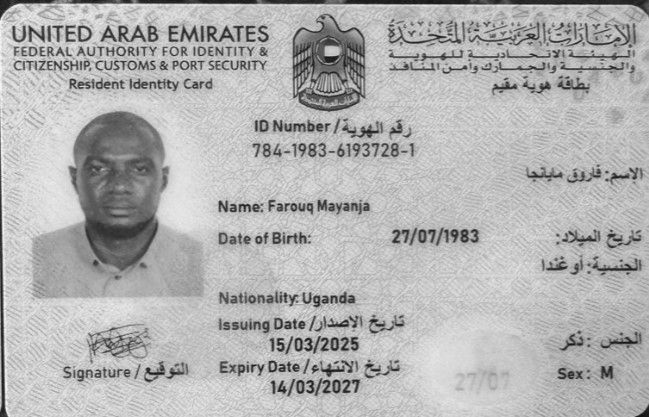 UNITED ARAB EMIRATES
FEDERAL AUTHORITY FOR IDENTITY &
CITIZENSHIP, CUSTOMS & PORT SECURITY
Resident Identity Card
الإمارات العربية المتحدة
الهيئة الاتحادية للهوية
والجنسية والجمارك وأمن المنافذ
بطاقة هوية مقيم
ID Number / رقم الهوية
784-1983-6193728-1
الإسم: فاروق مايانجا
Name: Farouq Mayanja
Date of Birth: 27/07/1983 تاريخ الميلاد:
الجنسية: أوغندا
Nationality: Uganda
Issuing Date / تاريخ الاصدار
15/03/2025
الجنس : ذكر
Expiry Date / تاريخ الانتهاء
14/03/2027
Sex: M
Signature / التوقيع
27/07